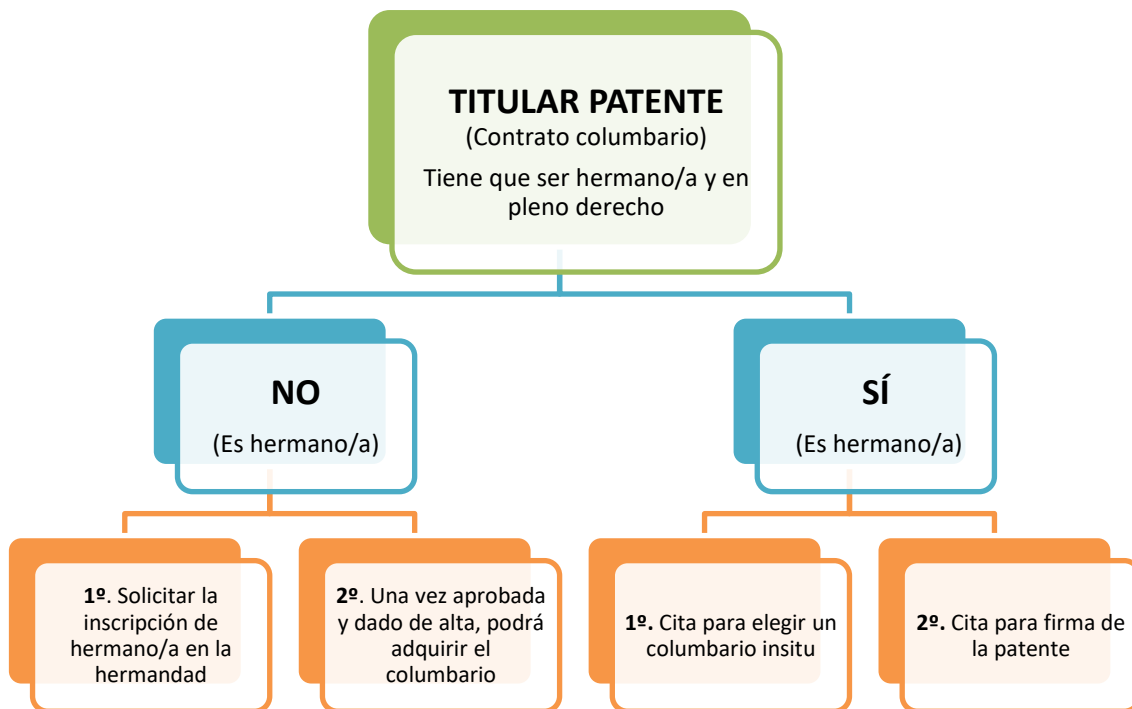 TITULAR PATENTE
(Contrato columbario)
Tiene que ser hermano/a y en
pleno derecho
NO
(Es hermano/a)
SÍ
(Es hermano/a)
1º. Solicitar la
inscripción de
hermano/a en la
hermandad
2º. Una vez aprobada
y dado de alta, podrá
adquirir el
columbario
1º. Cita para elegir un
columbario insitu
2º. Cita para firma de
la patente